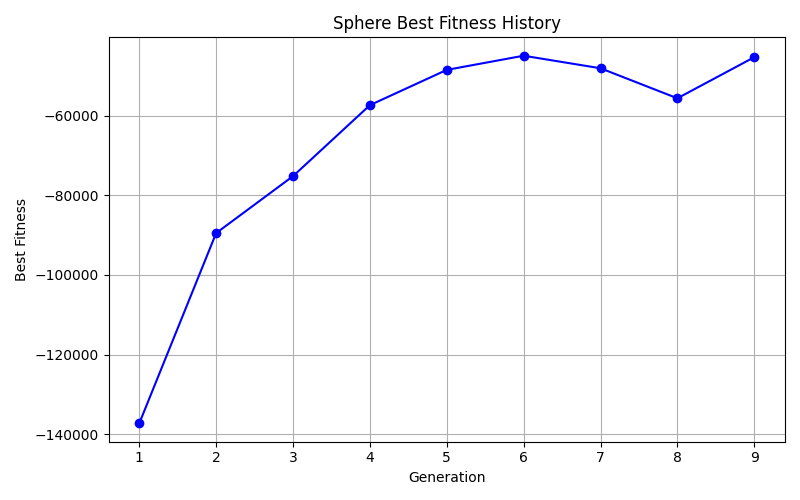 Sphere Best Fitness History
Best Fitness
−60000
−80000
−100000
−120000
−140000
1 2 3 4 5 6 7 8 9
Generation